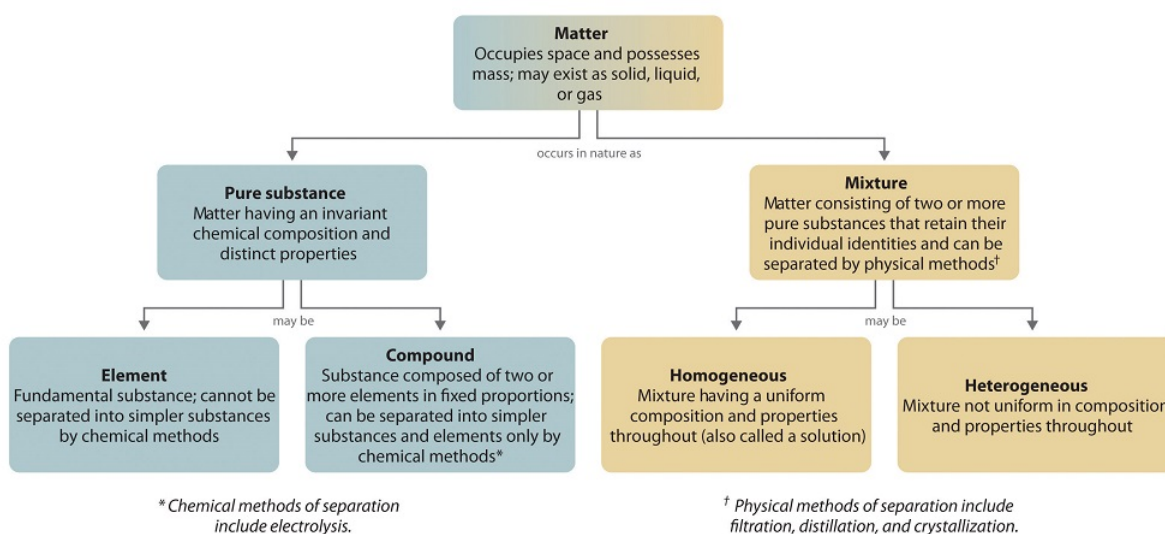 Matter
Occupies space and possesses
mass; may exist as solid, liquid,
or gas
occurs in nature as
Pure substance
Matter having an invariant
chemical composition and
distinct properties
Mixture
Matter consisting of two or more
pure substances that retain their
individual identities and can be
separated by physical methods†
may be
may be
Element
Fundamental substance; cannot be
separated into simpler substances
by chemical methods
Compound
Substance composed of two or
more elements in fixed proportions;
can be separated into simpler
substances and elements only by
chemical methods*
Homogeneous
Mixture having a uniform
composition and properties
throughout (also called a solution)
Heterogeneous
Mixture not uniform in composition
and properties throughout
* Chemical methods of separation
include electrolysis.
† Physical methods of separation include
filtration, distillation, and crystallization.